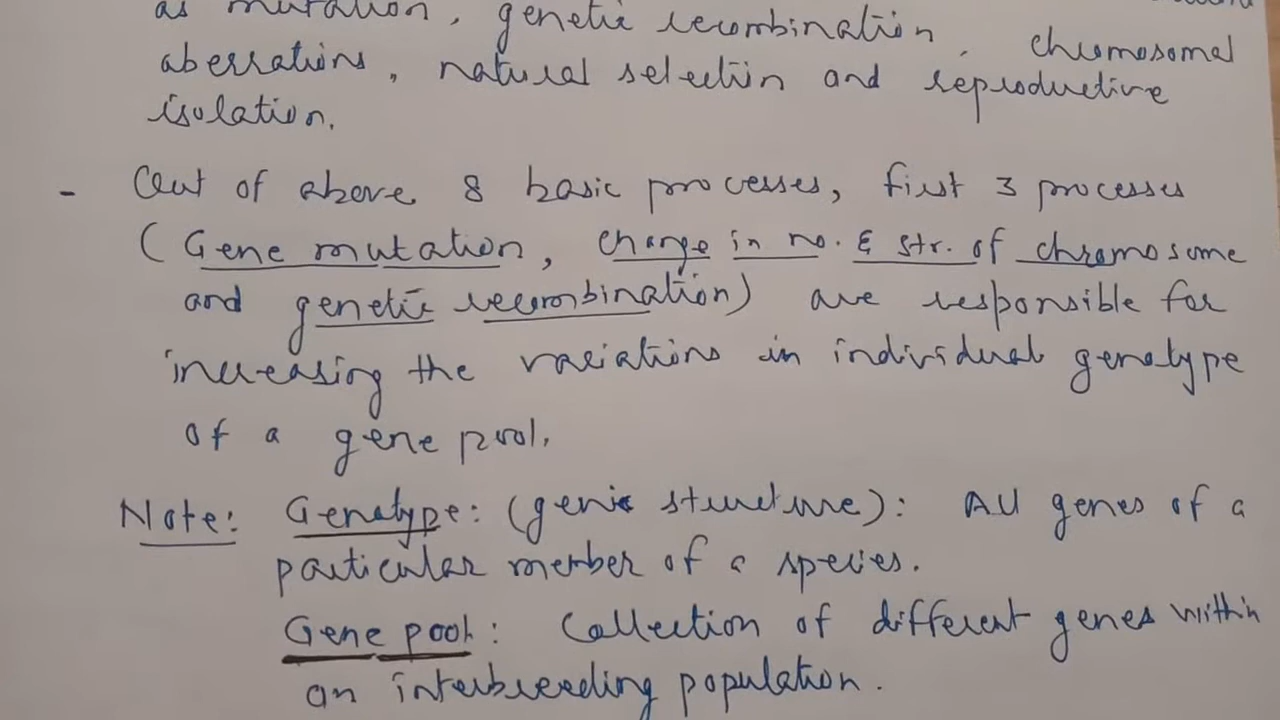 as mutation, genetic recombination, chromosomal
aberrations, natural selection and reproductive
isolation.
- Out of above 8 basic processes, first 3 processes
(Gene mutation, change in no. & str. of chromosome
and genetic recombination) are responsible for
increasing the variations in individual genotype
of a gene pool.
Note: Genotype: (genic structure): All genes of a
particular member of a species.
Gene pool: Collection of different genes within
an interbreeding population.